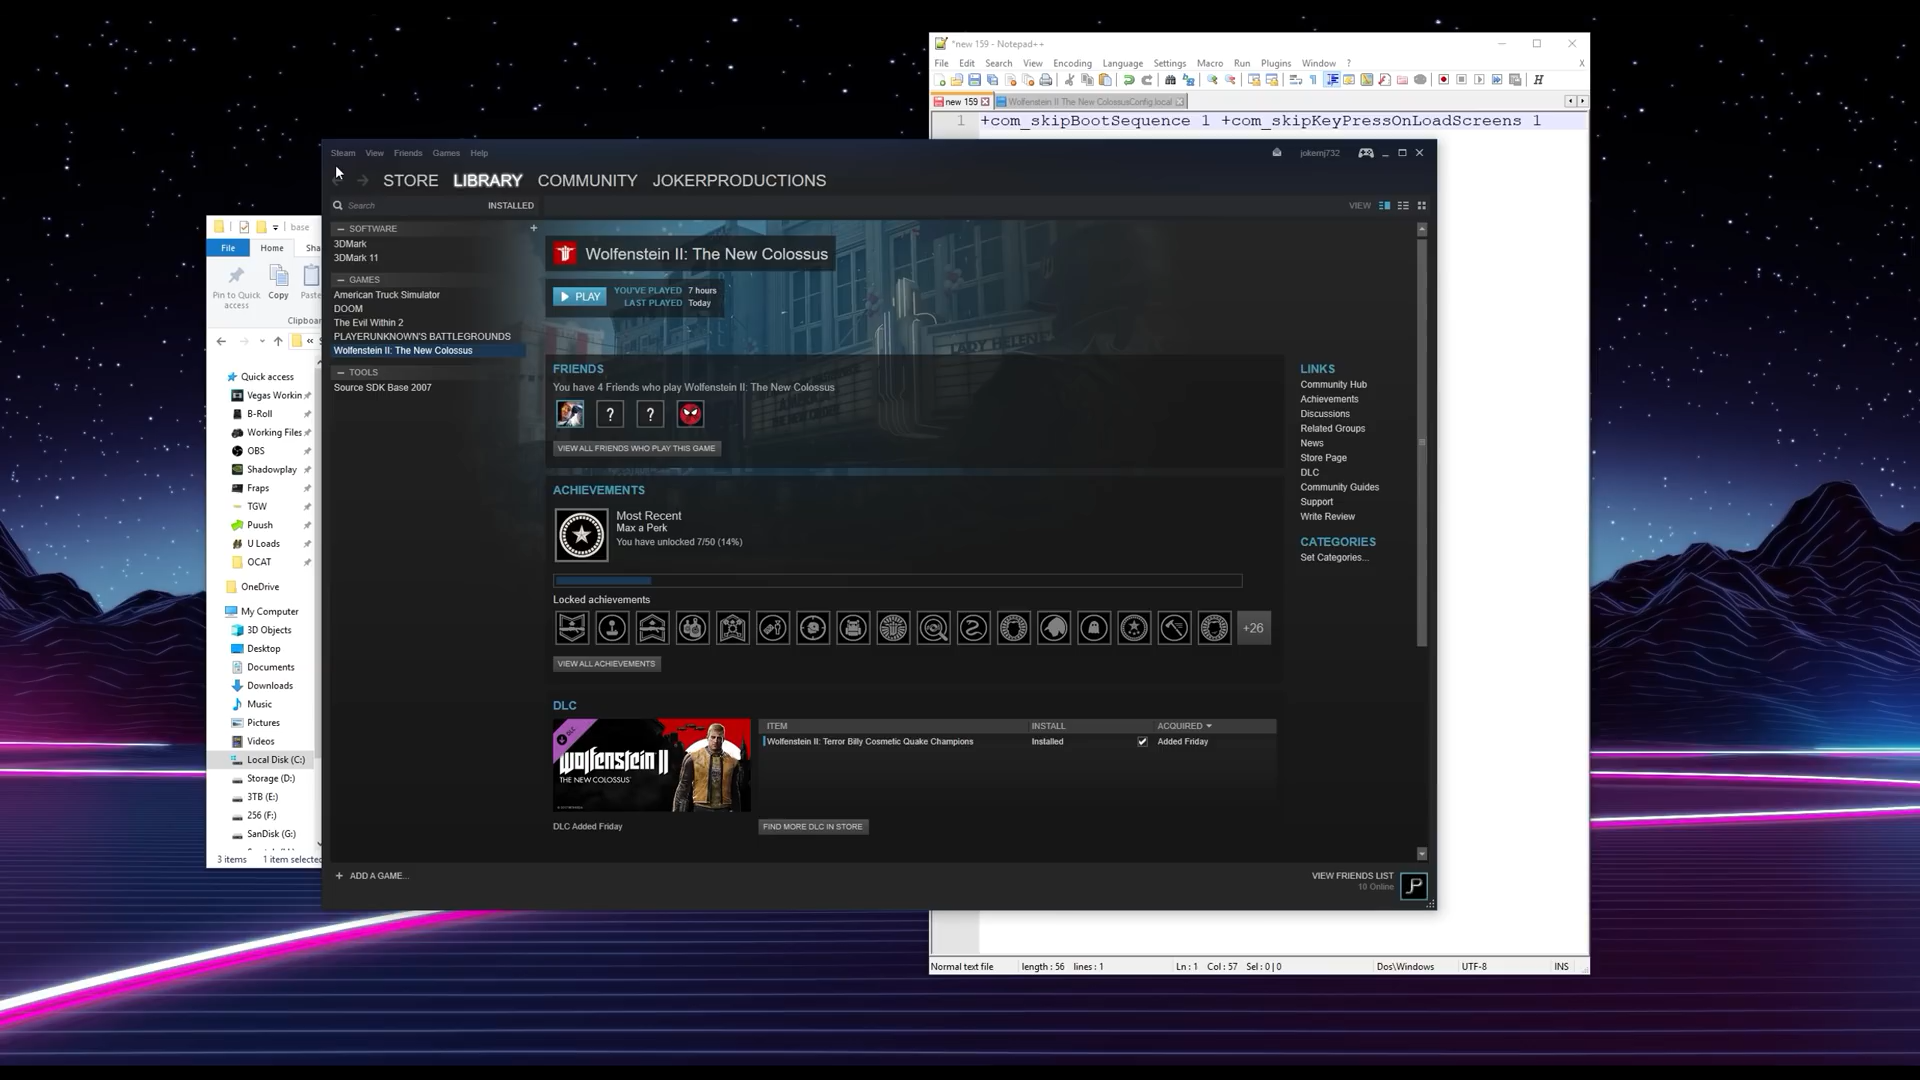 *new 159 - Notepad++
File Edit Search View Encoding Language Settings Macro Run Plugins Window ? X
new 159 Wolfenstein II The New ColossusConfig.local
1 +com_skipBootSequence 1 +com_skipKeyPressOnLoadScreens 1
Steam View Friends Games Help
jokernj732
STORE LIBRARY COMMUNITY JOKERPRODUCTIONS
Search INSTALLED
VIEW
SOFTWARE
3DMark
3DMark 11
GAMES
American Truck Simulator
DOOM
The Evil Within 2
PLAYERUNKNOWN'S BATTLEGROUNDS
Wolfenstein II: The New Colossus
TOOLS
Source SDK Base 2007
ADD A GAME...
Wolfenstein II: The New Colossus
PLAY
YOU'VE PLAYED 7 hours
LAST PLAYED Today
LADY HELENE
FRIENDS
You have 4 Friends who play Wolfenstein II: The New Colossus
? ?
VIEW ALL FRIENDS WHO PLAY THIS GAME
ACHIEVEMENTS
Most Recent
Max a Perk
You have unlocked 7/50 (14%)
Locked achievements
+26
VIEW ALL ACHIEVEMENTS
DLC
DLC
wolfenstein II
THE NEW COLOSSUS
DLC Added Friday
ITEM INSTALL ACQUIRED
Wolfenstein II: Terror Billy Cosmetic Quake Champions Installed Added Friday
FIND MORE DLC IN STORE
LINKS
Community Hub
Achievements
Discussions
Related Groups
News
Store Page
DLC
Community Guides
Support
Write Review
CATEGORIES
Set Categories...
VIEW FRIENDS LIST
10 Online
JP
base
File Home Sha
Pin to Quick access
Copy
Paste
Clipboar
Quick access
Vegas Workin
B-Roll
Working Files
OBS
Shadowplay
Fraps
TGW
Puush
U Loads
OCAT
OneDrive
My Computer
3D Objects
Desktop
Documents
Downloads
Music
Pictures
Videos
Local Disk (C:)
Storage (D:)
3TB (E:)
256 (F:)
SanDisk (G:)
3 items 1 item selected
Normal text file length : 56 lines : 1 Ln : 1 Col : 57 Sel : 0 | 0 Dos\Windows UTF-8 INS